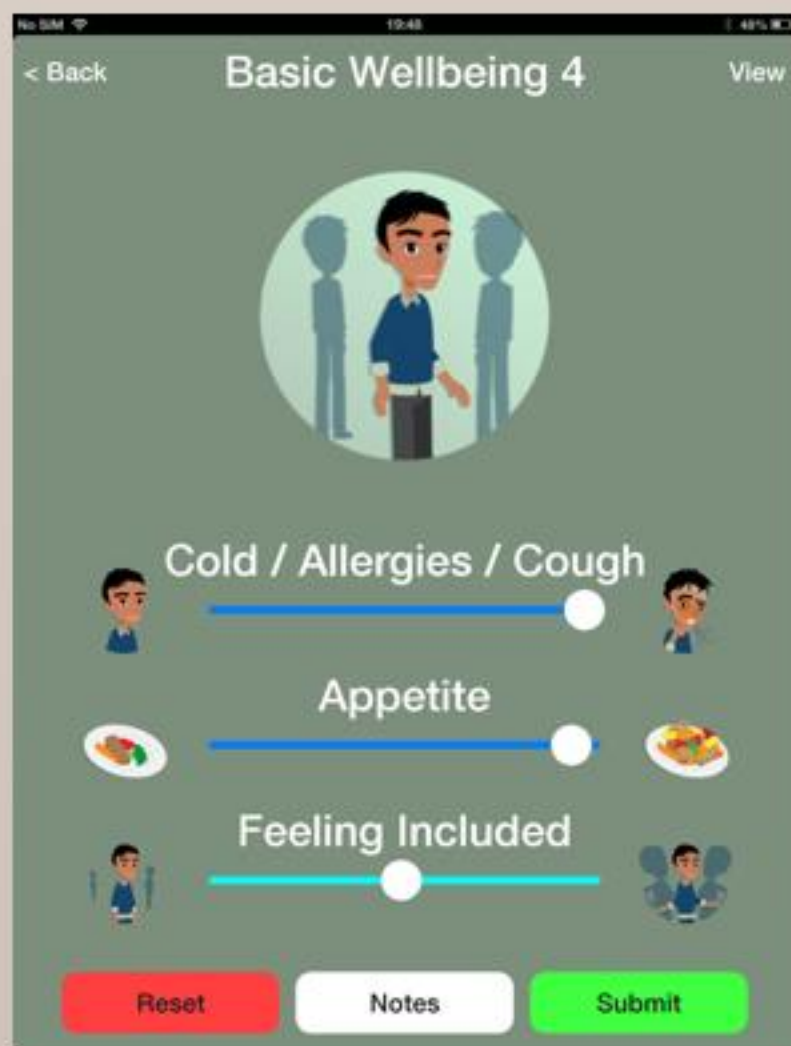 No SIM 19:48 48%
< Back Basic Wellbeing 4 View
Cold / Allergies / Cough
Appetite
Feeling Included
Reset Notes Submit